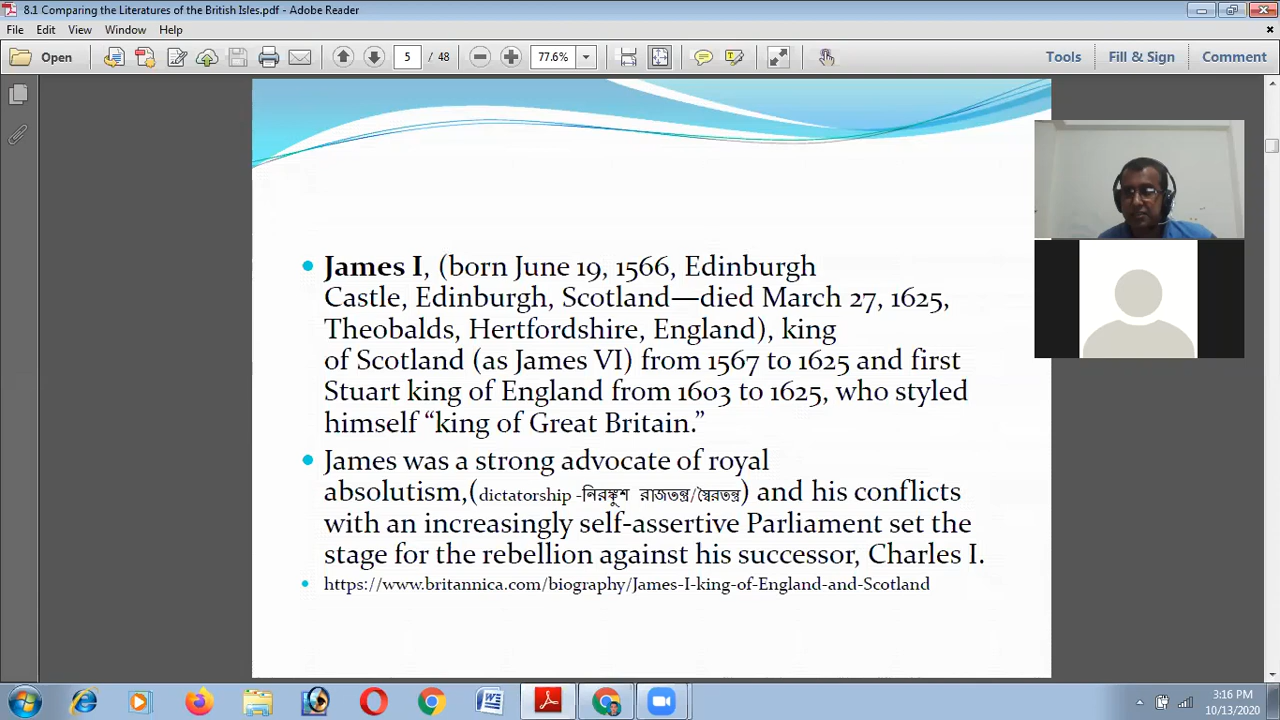 8.1 Comparing the Literatures of the British Isles.pdf - Adobe Reader
File Edit View Window Help
Open 5 / 48 77.6% Tools Fill & Sign Comment
James I, (born June 19, 1566, Edinburgh
Castle, Edinburgh, Scotland—died March 27, 1625,
Theobalds, Hertfordshire, England), king
of Scotland (as James VI) from 1567 to 1625 and first
Stuart king of England from 1603 to 1625, who styled
himself “king of Great Britain.”
James was a strong advocate of royal
absolutism,(dictatorship -নিরঙ্কুশ রাজতন্ত্র/স্বৈরতন্ত্র) and his conflicts
with an increasingly self-assertive Parliament set the
stage for the rebellion against his successor, Charles I.
https://www.britannica.com/biography/James-I-king-of-England-and-Scotland
3:16 PM
10/13/2020